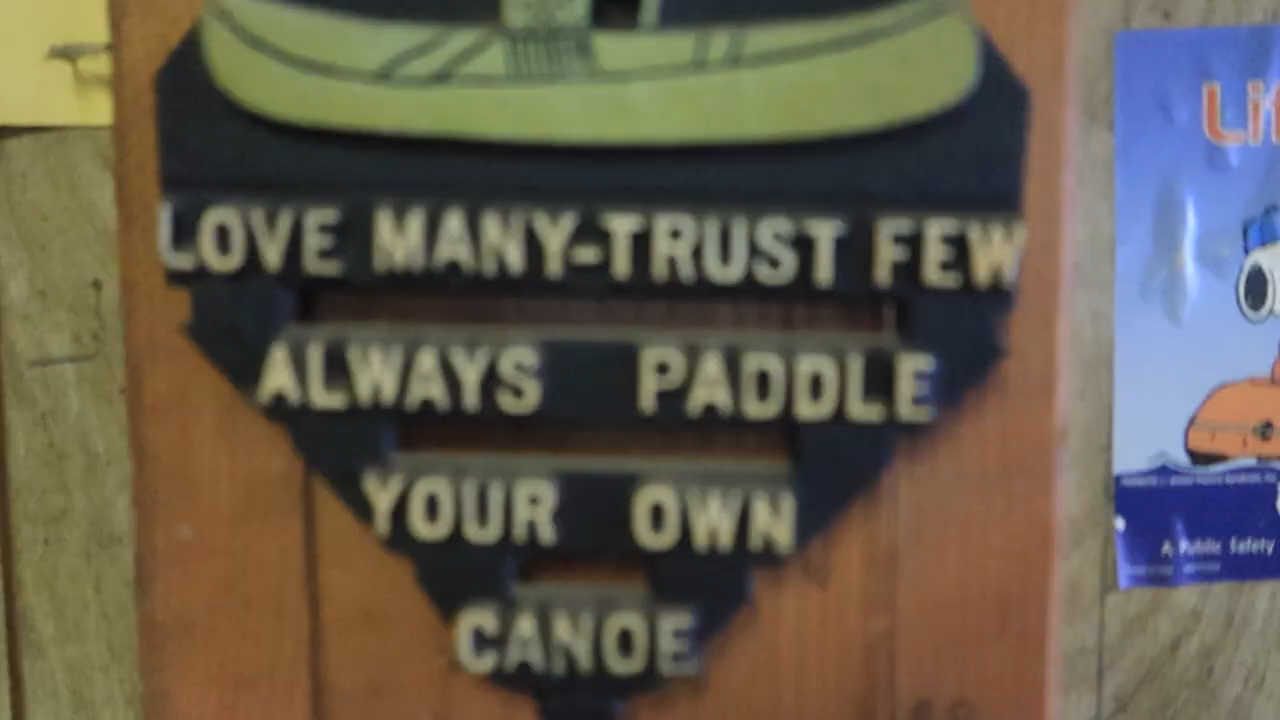 LOVE MANY-TRUST FEW
ALWAYS PADDLE
YOUR OWN
CANOE
A Public Safety